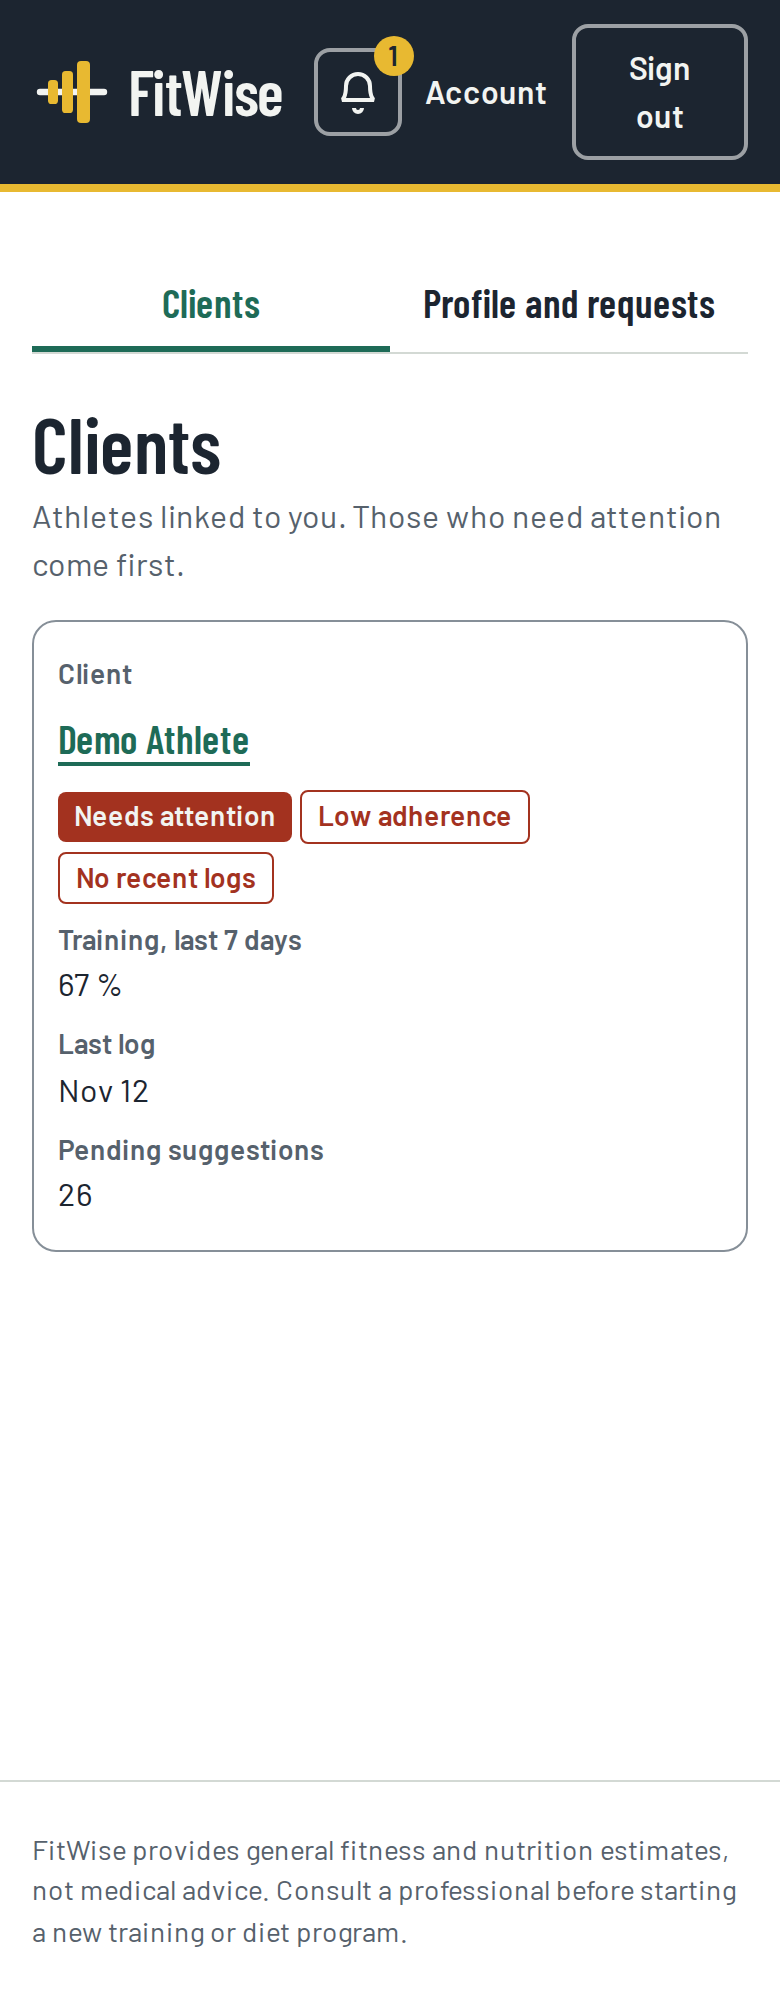 FitWise
1
Account
Sign
out
Clients
Profile and requests
Clients
Athletes linked to you. Those who need attention
come first.
Client
Demo Athlete
Needs attention
Low adherence
No recent logs
Training, last 7 days
67 %
Last log
Nov 12
Pending suggestions
26
FitWise provides general fitness and nutrition estimates,
not medical advice. Consult a professional before starting
a new training or diet program.